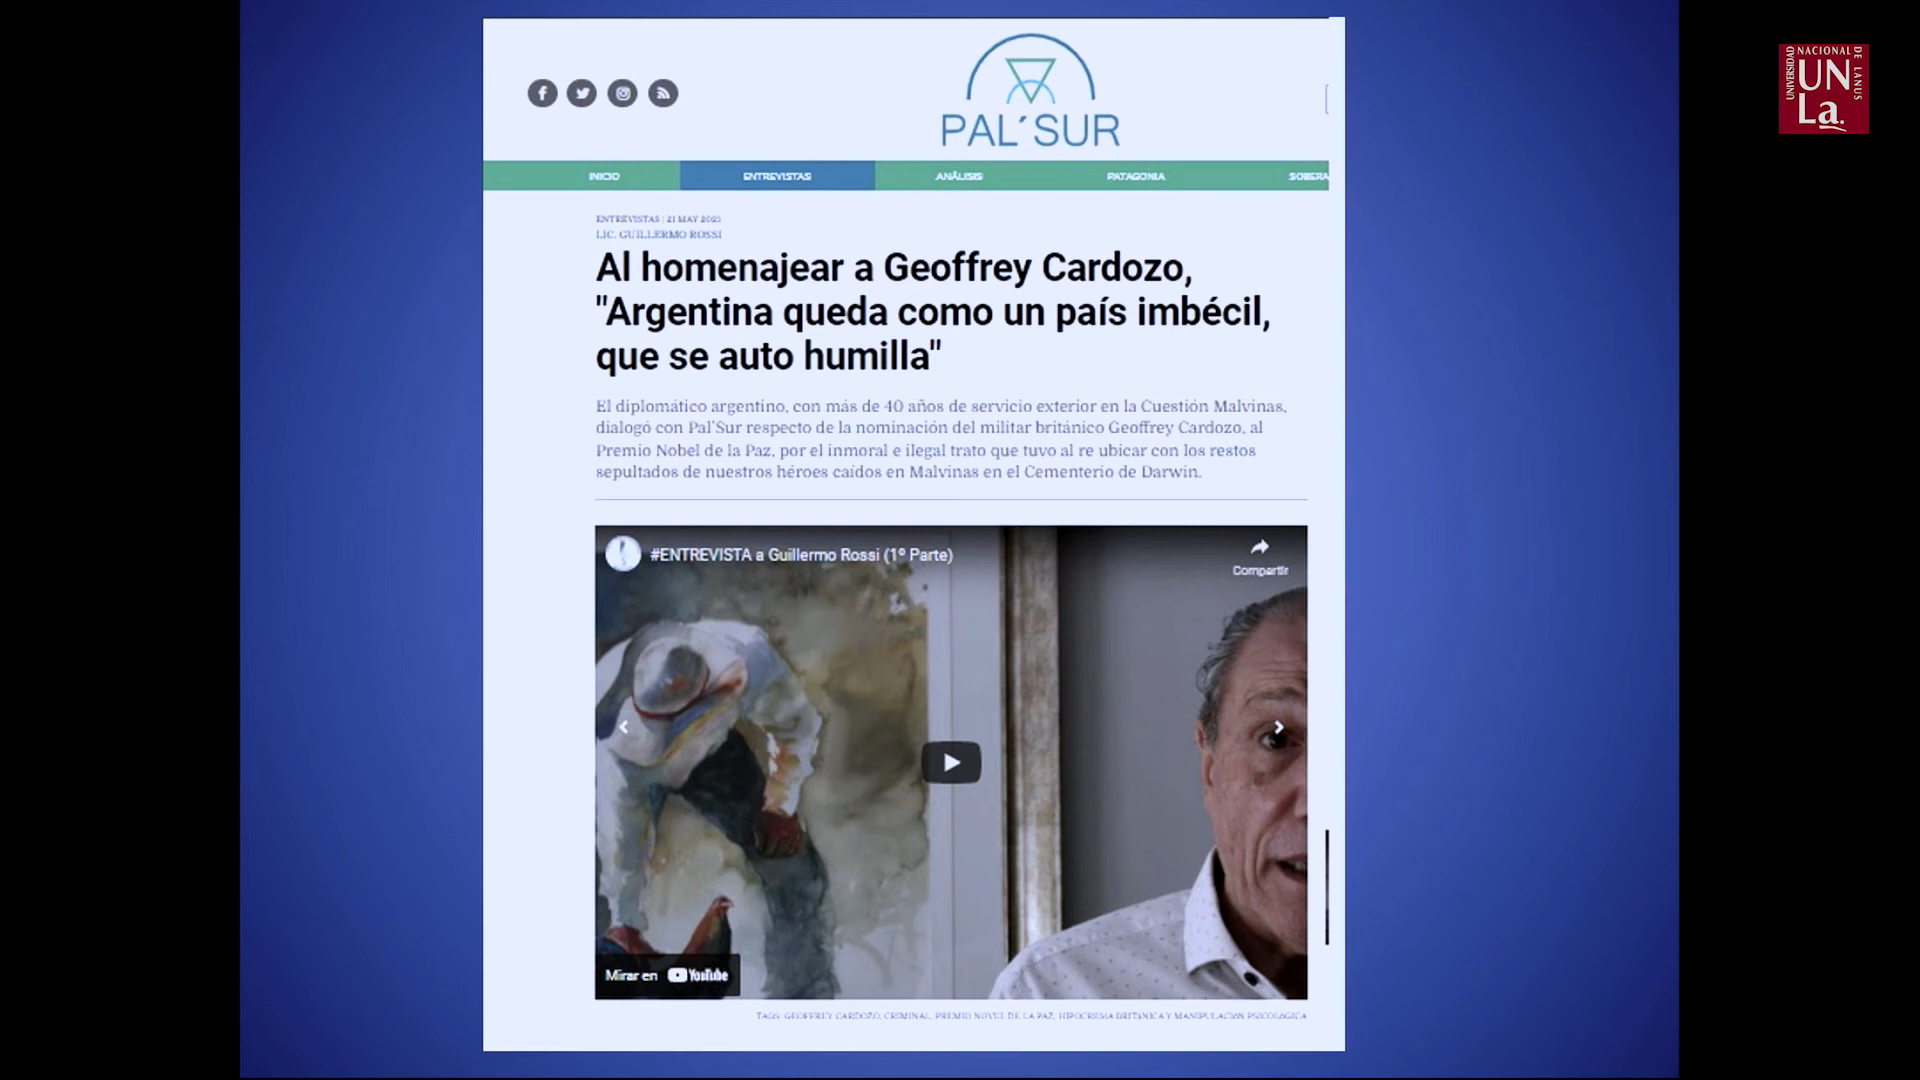 UNIVERSIDAD NACIONAL DE LANUS
UN
La.
PAL´SUR
INICIO
ENTREVISTAS
ANÁLISIS
PATAGONIA
SOBERA
ENTREVISTAS | 21 MAY 2021
LIC. GUILLERMO ROSSI
Al homenajear a Geoffrey Cardozo,
"Argentina queda como un país imbécil,
que se auto humilla"
El diplomático argentino, con más de 40 años de servicio exterior en la Cuestión Malvinas,
dialogó con Pal'Sur respecto de la nominación del militar británico Geoffrey Cardozo, al
Premio Nobel de la Paz, por el inmoral e ilegal trato que tuvo al re ubicar con los restos
sepultados de nuestros héroes caídos en Malvinas en el Cementerio de Darwin.
#ENTREVISTA a Guillermo Rossi (1º Parte)
Compartir
Mirar en YouTube
TAGS: GEOFFREY CARDOZO, CRIMINAL, PREMIO NOVEL DE LA PAZ, HIPOCRESIA BRITáNICA Y MANIPULACIóN PSICOLóGICA